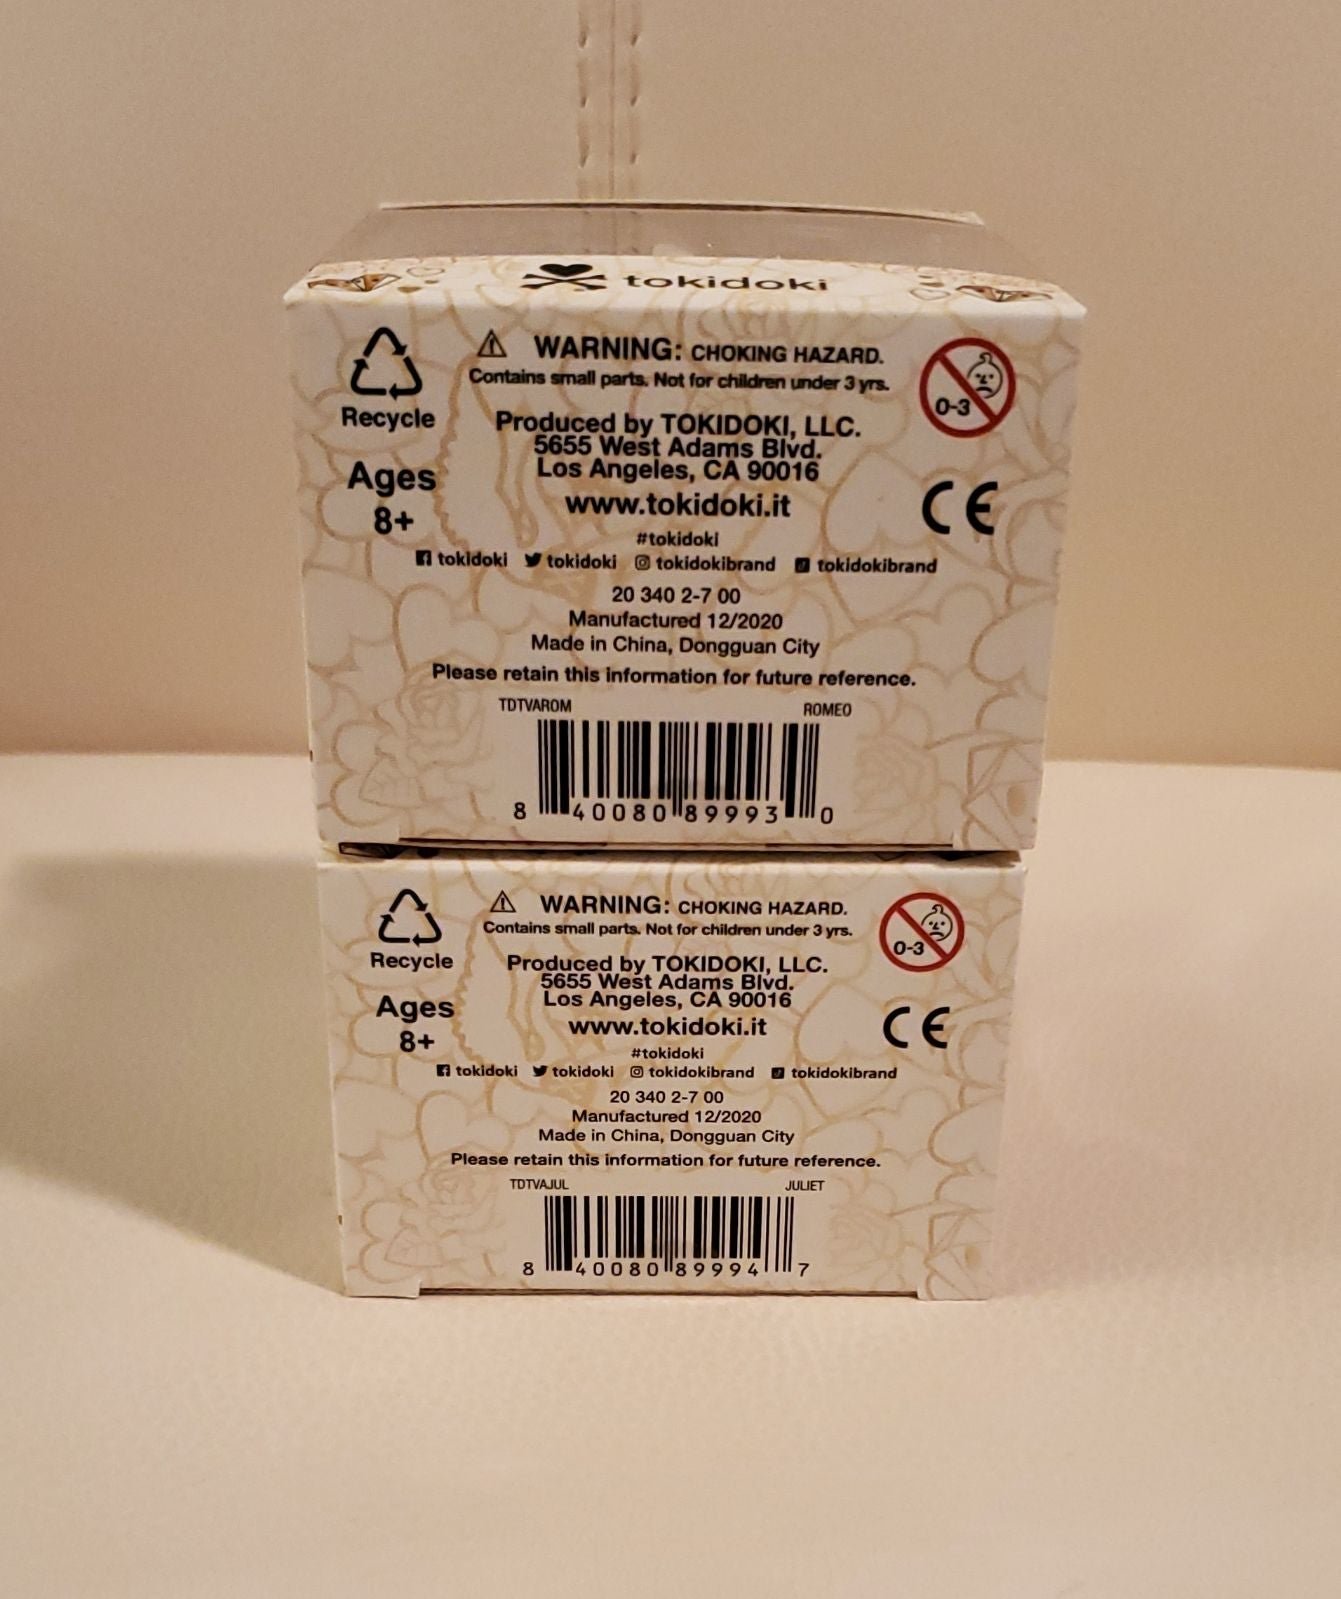 tokidoki
WARNING: CHOKING HAZARD.
Contains small parts. Not for children under 3 yrs.
0-3
Recycle
Produced by TOKIDOKI, LLC.
5655 West Adams Blvd.
Los Angeles, CA 90016
Ages
8+
www.tokidoki.it
CE
#tokidoki
tokidoki tokidoki tokidokibrand tokidokibrand
20 340 2-7 00
Manufactured 12/2020
Made in China, Dongguan City
Please retain this information for future reference.
TDTVAROM ROMEO
8 40080 89993 0
WARNING: CHOKING HAZARD.
Contains small parts. Not for children under 3 yrs.
0-3
Recycle
Produced by TOKIDOKI, LLC.
5655 West Adams Blvd.
Los Angeles, CA 90016
Ages
8+
www.tokidoki.it
CE
#tokidoki
tokidoki tokidoki tokidokibrand tokidokibrand
20 340 2-7 00
Manufactured 12/2020
Made in China, Dongguan City
Please retain this information for future reference.
TDTVAJUL JULIET
8 40080 89994 7